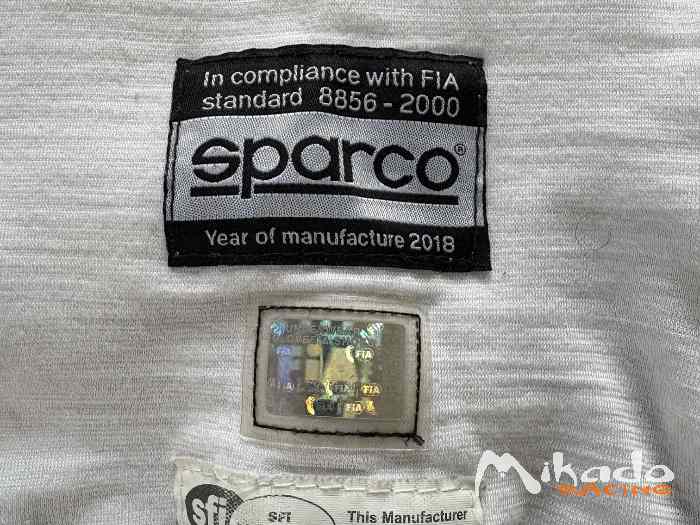 In compliance with FIA
standard 8856-2000
sparco®
Year of manufacture 2018
FIA
FIA
FIA
FIA
sfi
SFI
This Manufacturer
Mikado
RACING